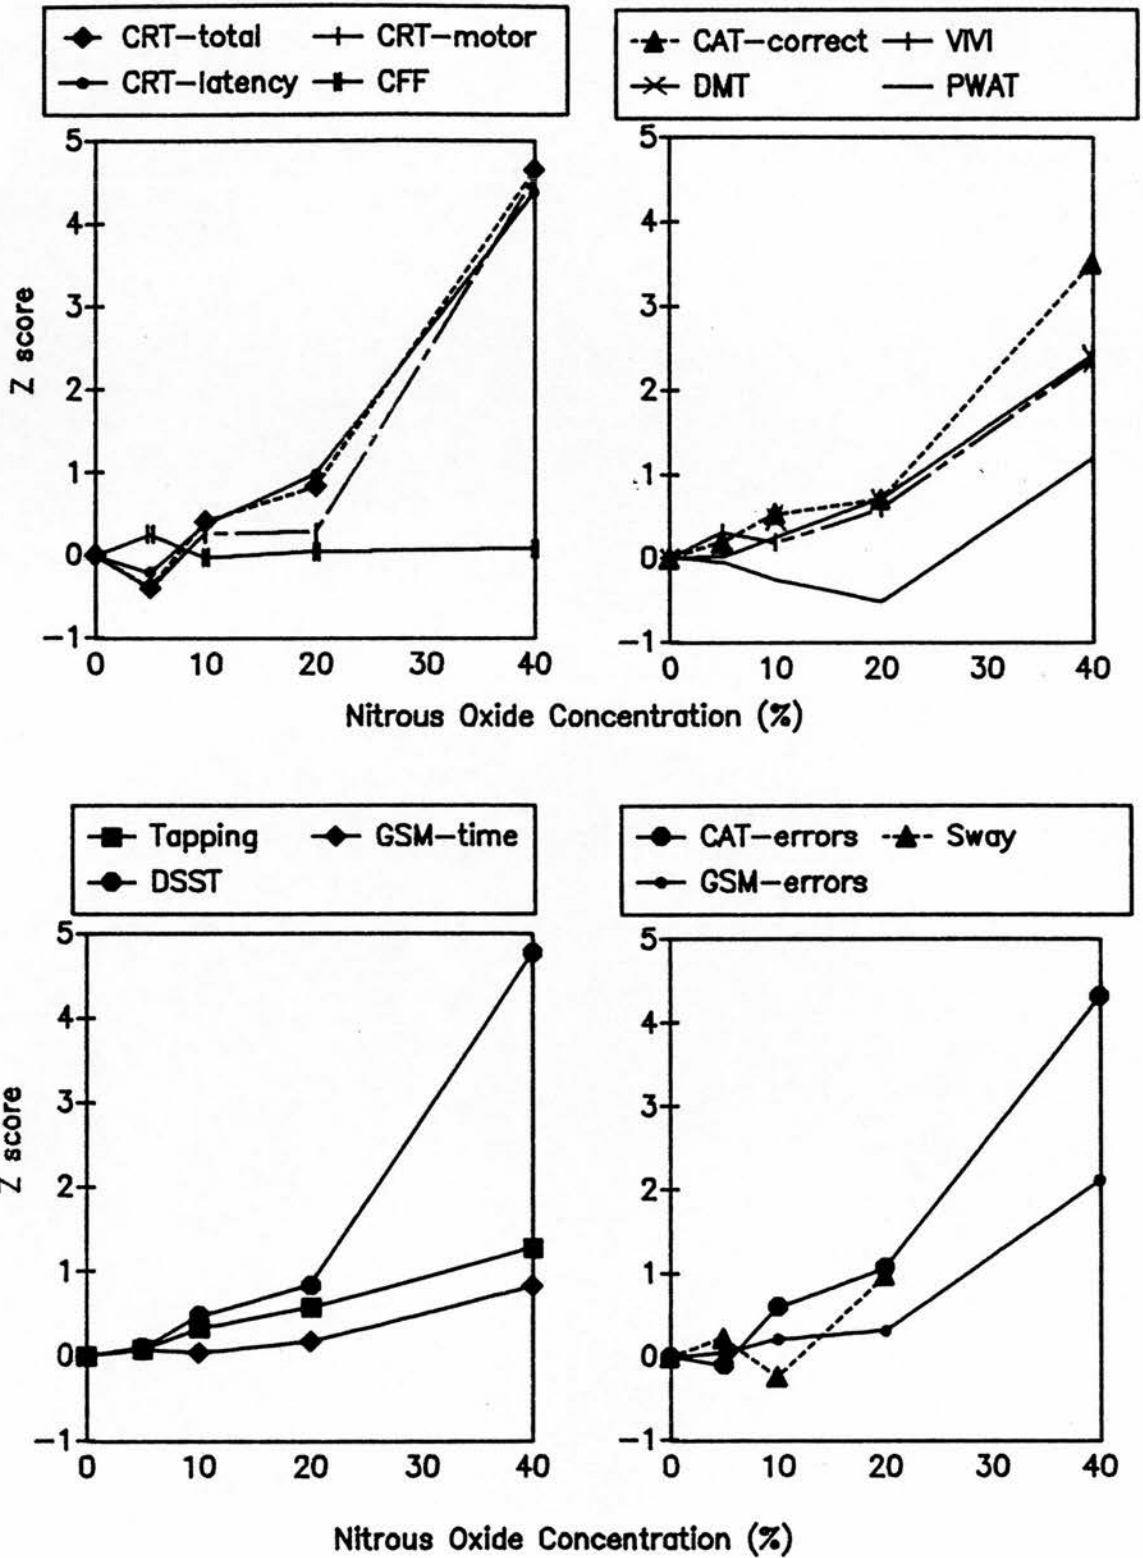 CRT-total CRT-motor
CRT-latency CFF
CAT-correct VIVI
DMT PWAT
Z score
5
4
3
2
1
0
-1
0 10 20 30 40
5
4
3
2
1
0
-1
0 10 20 30 40
Nitrous Oxide Concentration (%)
Tapping GSM-time
DSST
CAT-errors Sway
GSM-errors
Z score
5
4
3
2
1
0
-1
0 10 20 30 40
5
4
3
2
1
0
-1
0 10 20 30 40
Nitrous Oxide Concentration (%)